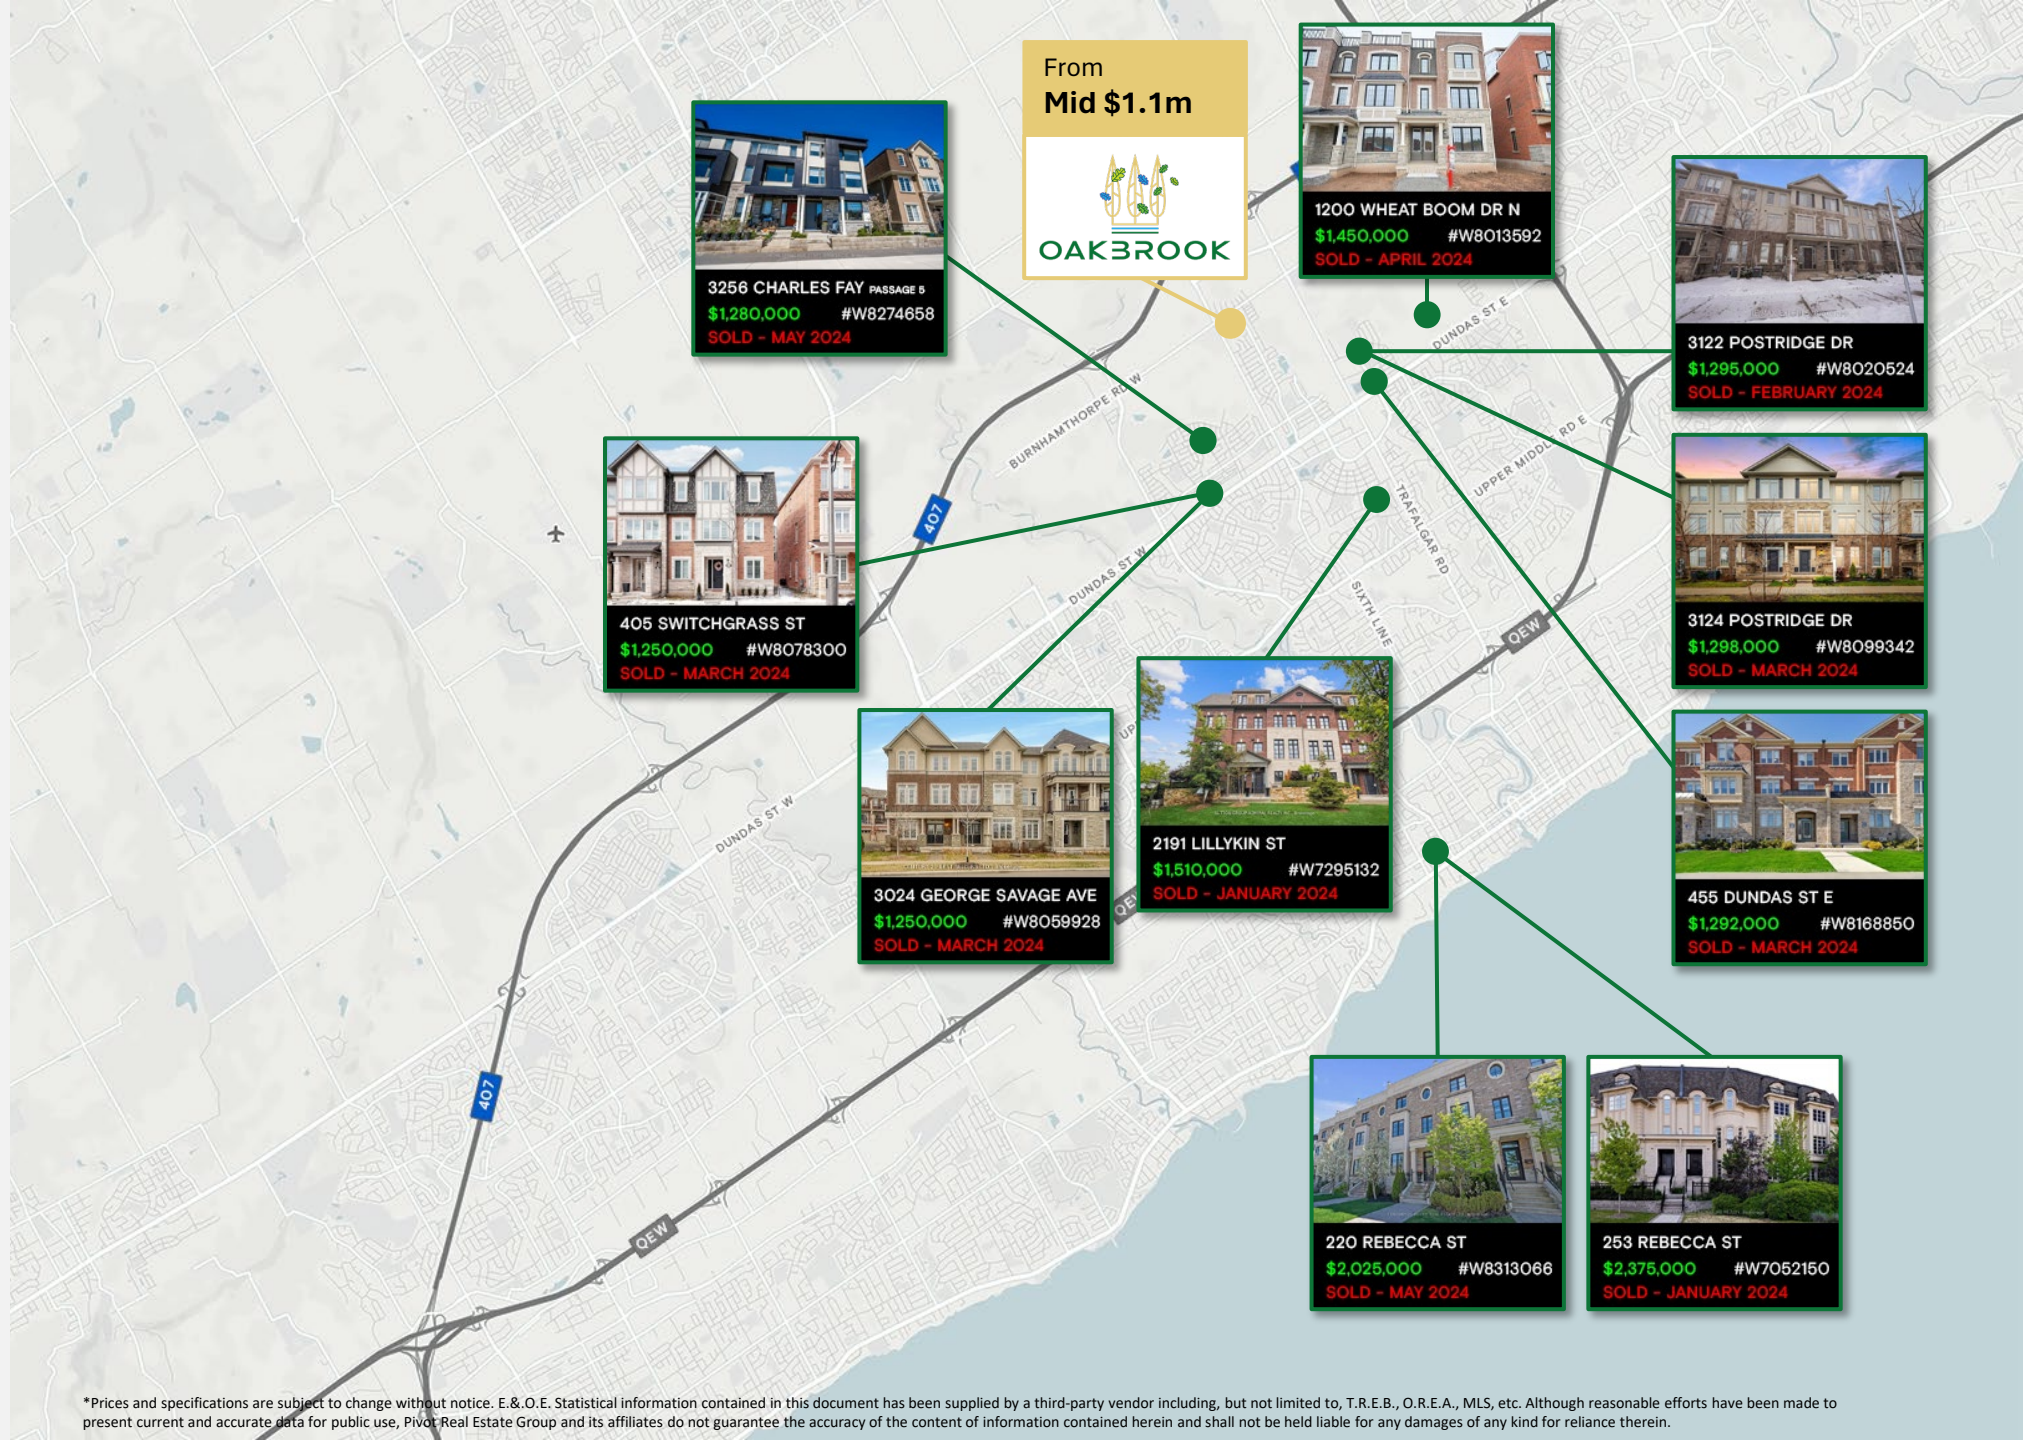 From
Mid $1.1m
OAKBROOK
1200 WHEAT BOOM DR N
$1,450,000 #W8013592
SOLD - APRIL 2024
3256 CHARLES FAY PASSAGE 5
$1,280,000 #W8274658
SOLD - MAY 2024
3122 POSTRIDGE DR
$1,295,000 #W8020524
SOLD - FEBRUARY 2024
DUNDAS ST E
BURNHAMTHORPE RD W
UPPER MIDDLE RD E
407
TRAFALGAR RD
DUNDAS ST W
SIXTH LINE
QEW
405 SWITCHGRASS ST
$1,250,000 #W8078300
SOLD - MARCH 2024
3124 POSTRIDGE DR
$1,298,000 #W8099342
SOLD - MARCH 2024
UP
DUNDAS ST W
3024 GEORGE SAVAGE AVE
$1,250,000 #W8059928
SOLD - MARCH 2024
2191 LILLYKIN ST
$1,510,000 #W7295132
SOLD - JANUARY 2024
QE
455 DUNDAS ST E
$1,292,000 #W8168850
SOLD - MARCH 2024
407
QEW
220 REBECCA ST
$2,025,000 #W8313066
SOLD - MAY 2024
253 REBECCA ST
$2,375,000 #W7052150
SOLD - JANUARY 2024
*Prices and specifications are subject to change without notice. E.&O.E. Statistical information contained in this document has been supplied by a third-party vendor including, but not limited to, T.R.E.B., O.R.E.A., MLS, etc. Although reasonable efforts have been made to
present current and accurate data for public use, Pivot Real Estate Group and its affiliates do not guarantee the accuracy of the content of information contained herein and shall not be held liable for any damages of any kind for reliance therein.